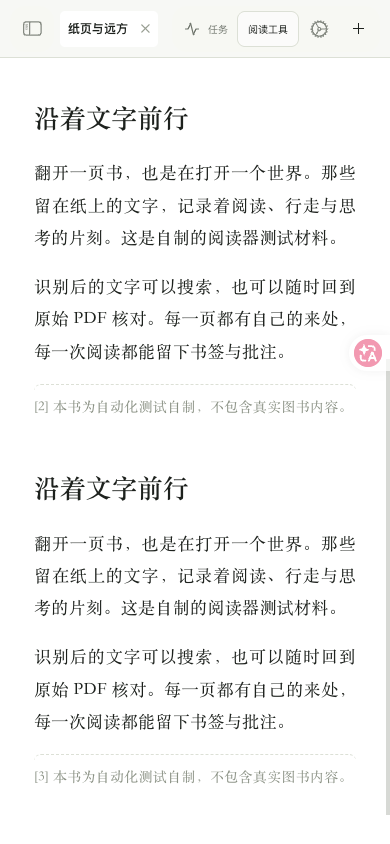 纸页与远方
任务
阅读工具
沿着文字前行
翻开一页书，也是在打开一个世界。那些
留在纸上的文字，记录着阅读、行走与思
考的片刻。这是自制的阅读器测试材料。
识别后的文字可以搜索，也可以随时回到
原始 PDF 核对。每一页都有自己的来处，
每一次阅读都能留下书签与批注。
[2] 本书为自动化测试自制，不包含真实图书内容。
沿着文字前行
翻开一页书，也是在打开一个世界。那些
留在纸上的文字，记录着阅读、行走与思
考的片刻。这是自制的阅读器测试材料。
识别后的文字可以搜索，也可以随时回到
原始 PDF 核对。每一页都有自己的来处，
每一次阅读都能留下书签与批注。
[3] 本书为自动化测试自制，不包含真实图书内容。